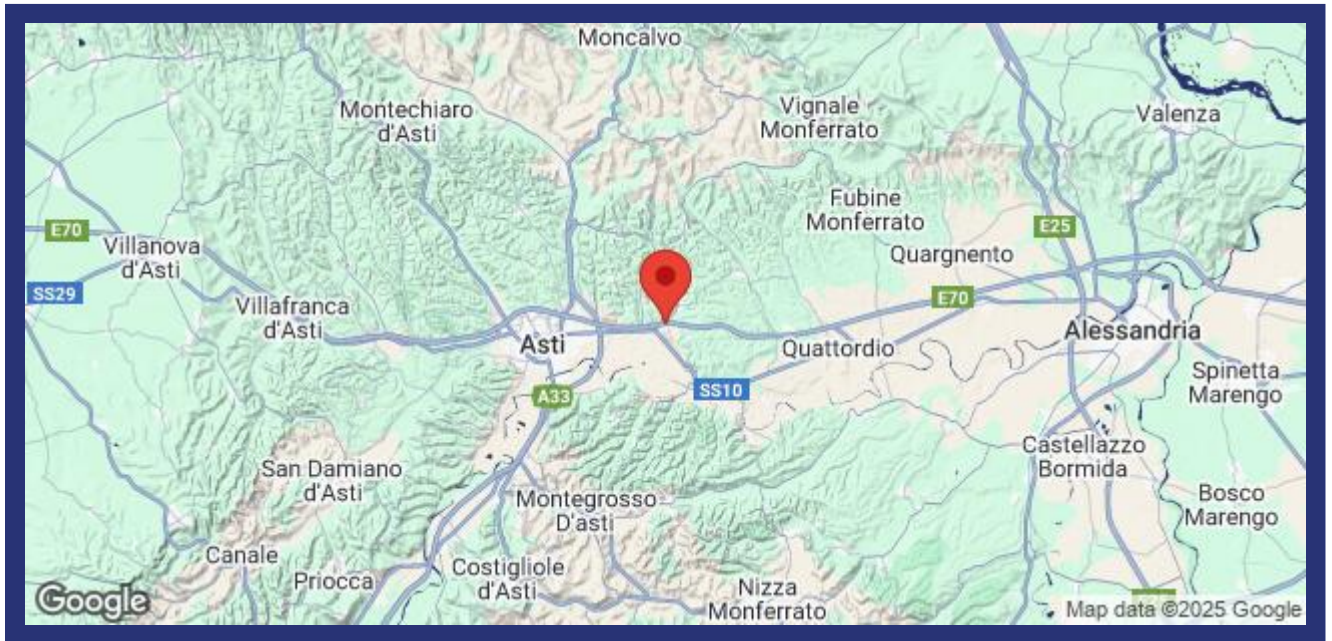 Moncalvo
Montechiaro
d'Asti
Vignale
Monferrato
Valenza
Fubine
Monferrato
E70
Villanova
d'Asti
E25
Quargnento
SS29
Villafranca
d'Asti
E70
Asti
Quattordio
Alessandria
SS10
A33
Spinetta
Marengo
Castellazzo
Bormida
San Damiano
d'Asti
Montegrosso
D'asti
Bosco
Marengo
Canale
Priocca
Costigliole
d'Asti
Nizza
Monferrato
Google
Map data ©2025 Google